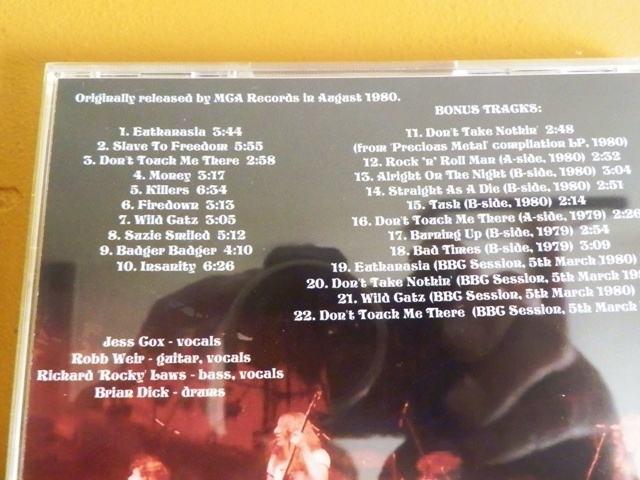 Originally released by MCA Records in August 1980.
1. Euthanasia 3:44
2. Slave To Freedom 5:55
3. Don't Touch Me There 2:58
4. Money 3:17
5. Killers 6:34
6. Firedown 3:13
7. Wild Catz 3:05
8. Suzie Smiled 5:12
9. Badger Badger 4:10
10. Insanity 6:26
Jess Cox - vocals
Robb Weir - guitar, vocals
Richard 'Rocky' Laws - bass, vocals
Brian Dick - drums
BONUS TRACKS:
11. Don't Take Nothin' 2:48
(from 'Precious Metal' compilation LP, 1980)
12. Rock 'n' Roll Man (A-side, 1980) 2:32
13. Alright On The Night (B-side, 1980) 3:04
14. Straight As A Die (B-side, 1980) 2:51
15. Tush (B-side, 1980) 2:14
16. Don't Touch Me There (A-side, 1979) 2:26
17. Burning Up (B-side, 1979) 2:54
18. Bad Times (B-side, 1979) 3:09
19. Euthanasia (BBC Session, 5th March 1980)
20. Don't Take Nothin' (BBC Session, 5th March
21. Wild Catz (BBC Session, 5th March 1980)
22. Don't Touch Me There (BBC Session, 5th March